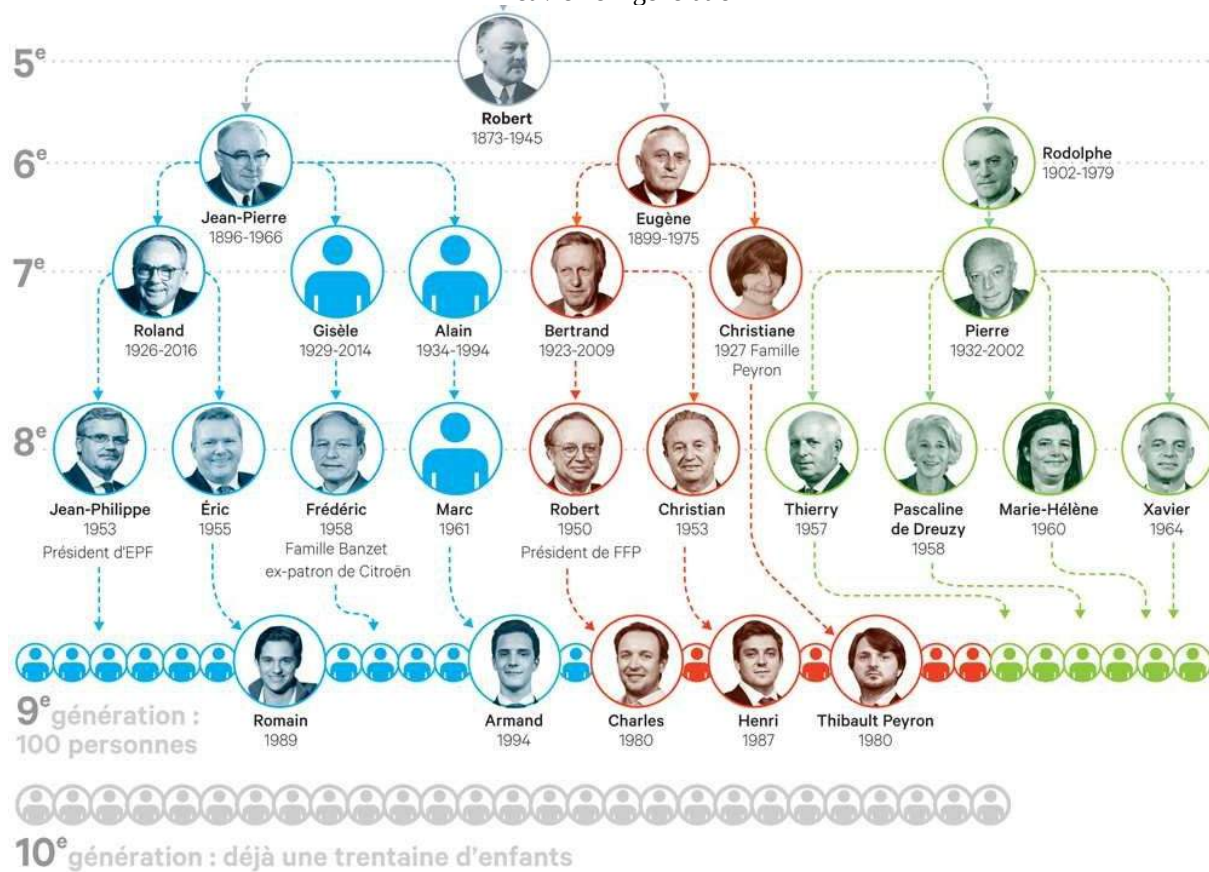 5e
Robert
1873-1945
6e
Jean-Pierre
1896-1966
Eugène
1899-1975
Rodolphe
1902-1979
7e
Roland
1926-2016
Gisèle
1929-2014
Alain
1934-1994
Bertrand
1923-2009
Christiane
1927 Famille
Peyron
Pierre
1932-2002
8e
Jean-Philippe
1953
Président d'EPF
Éric
1955
Frédéric
1958
Famille Banzet
ex-patron de Citroën
Marc
1961
Robert
1950
Président de FFP
Christian
1953
Thierry
1957
Pascaline
de Dreuzy
1958
Marie-Hélène
1960
Xavier
1964
9e génération :
100 personnes
Romain
1989
Armand
1994
Charles
1980
Henri
1987
Thibault Peyron
1980
10e génération : déjà une trentaine d'enfants